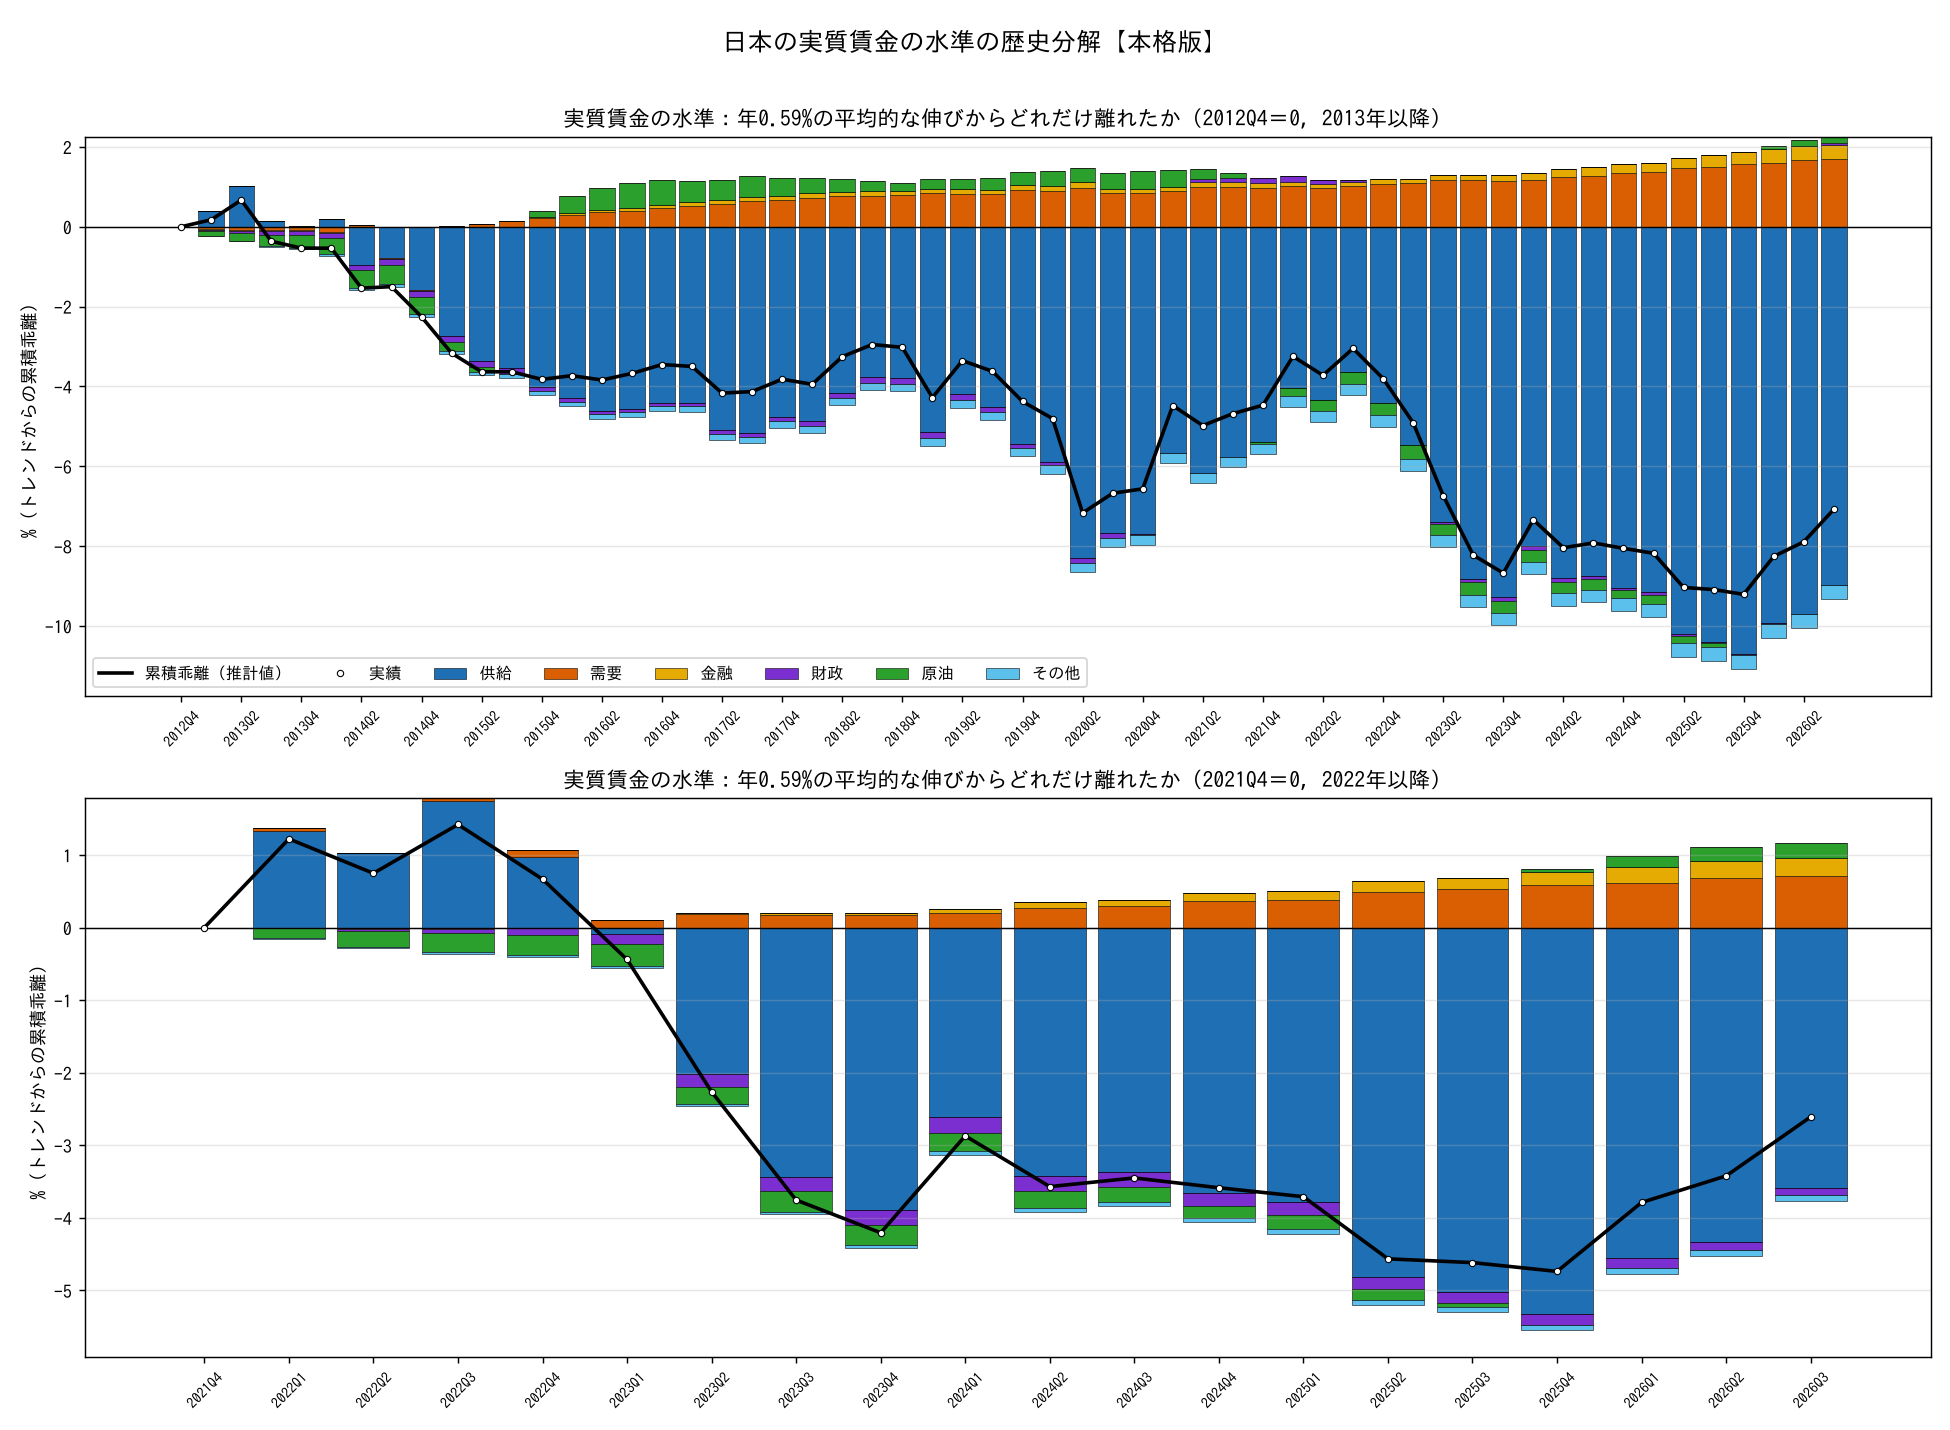 日本の実質賃金の水準の歴史分解【本格版】
実質賃金の水準：年0.59%の平均的な伸びからどれだけ離れたか（2012Q4＝0, 2013年以降）
%（トレンドからの累積乖離）
2
0
−2
−4
−6
−8
−10
累積乖離（推計値） 実績 供給 需要 金融 財政 原油 その他
2012Q4 2013Q2 2013Q4 2014Q2 2014Q4 2015Q2 2015Q4 2016Q2 2016Q4 2017Q2 2017Q4 2018Q2 2018Q4 2019Q2 2019Q4 2020Q2 2020Q4 2021Q2 2021Q4 2022Q2 2022Q4 2023Q2 2023Q4 2024Q2 2024Q4 2025Q2 2025Q4 2026Q2
実質賃金の水準：年0.59%の平均的な伸びからどれだけ離れたか（2021Q4＝0, 2022年以降）
%（トレンドからの累積乖離）
1
0
−1
−2
−3
−4
−5
2021Q4 2022Q1 2022Q2 2022Q3 2022Q4 2023Q1 2023Q2 2023Q3 2023Q4 2024Q1 2024Q2 2024Q3 2024Q4 2025Q1 2025Q2 2025Q3 2025Q4 2026Q1 2026Q2 2026Q3